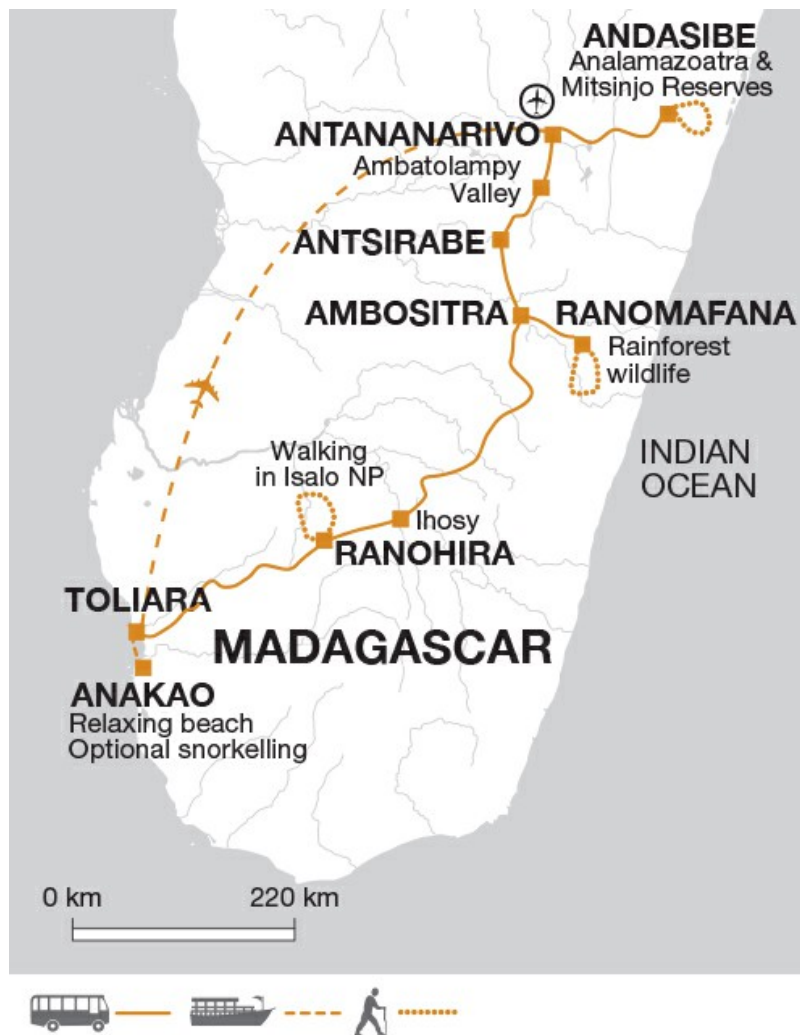 ANDASIBE
Analamazoatra &
Mitsinjo Reserves
ANTANANARIVO
Ambatolampy
Valley
ANTSIRABE
AMBOSITRA
RANOMAFANA
Rainforest
wildlife
INDIAN
OCEAN
Walking
in Isalo NP
Ihosy
RANOHIRA
TOLIARA
MADAGASCAR
ANAKAO
Relaxing beach
Optional snorkelling
0 km
220 km